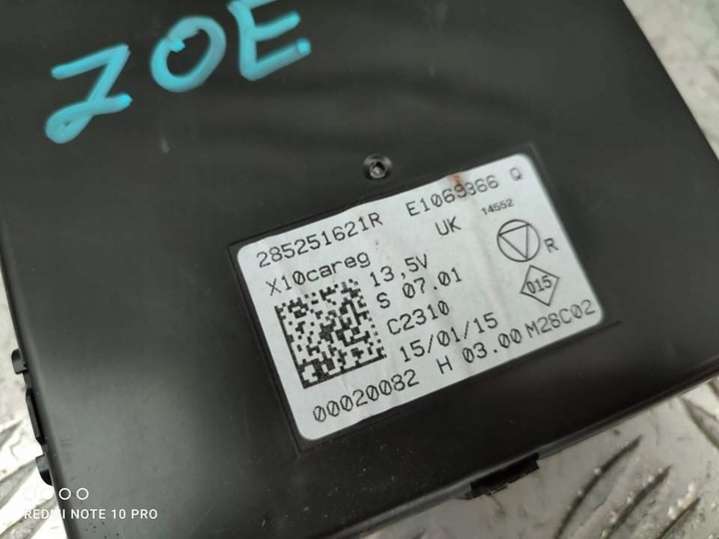 ZOE
285251621R E1069366 Q
X10careg UK 14552
13,5V R
S 07.01 015
C2310
15/01/15
00020082 H 03.00 M28C02
REDMI NOTE 10 PRO